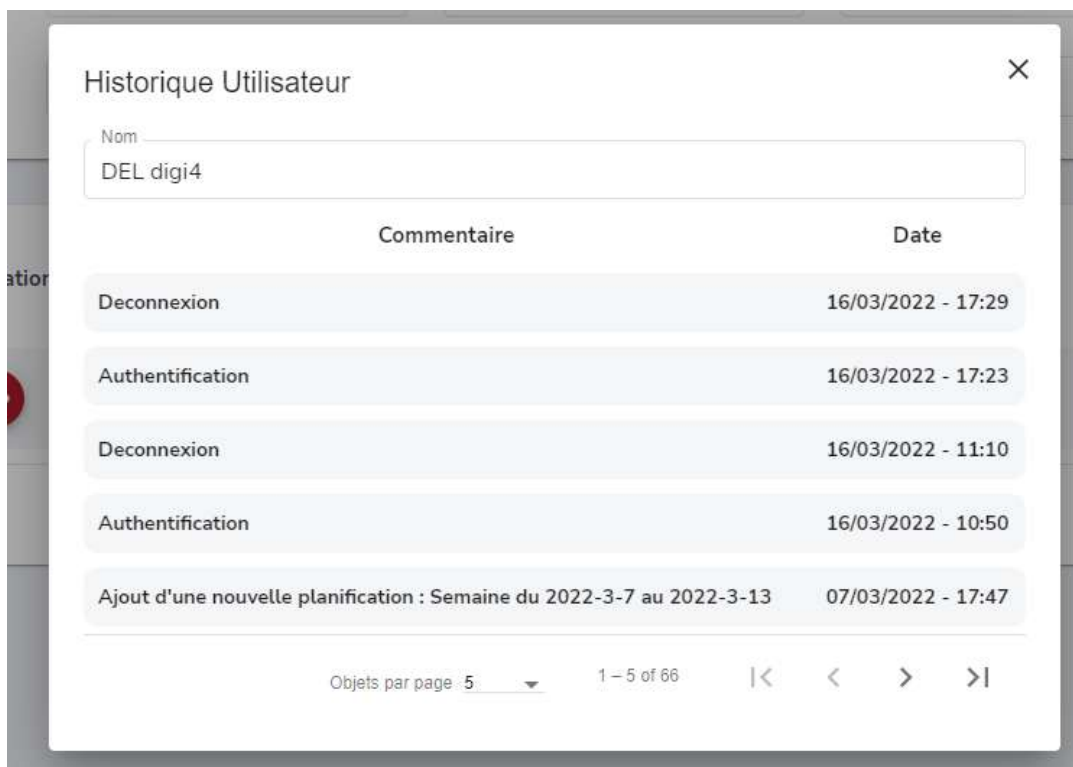 Historique Utilisateur
Nom
DEL digi4
Commentaire Date
Deconnexion 16/03/2022 - 17:29
ation
Authentification 16/03/2022 - 17:23
Deconnexion 16/03/2022 - 11:10
Authentification 16/03/2022 - 10:50
Ajout d'une nouvelle planification : Semaine du 2022-3-7 au 2022-3-13 07/03/2022 - 17:47
Objets par page 5 1 – 5 of 66